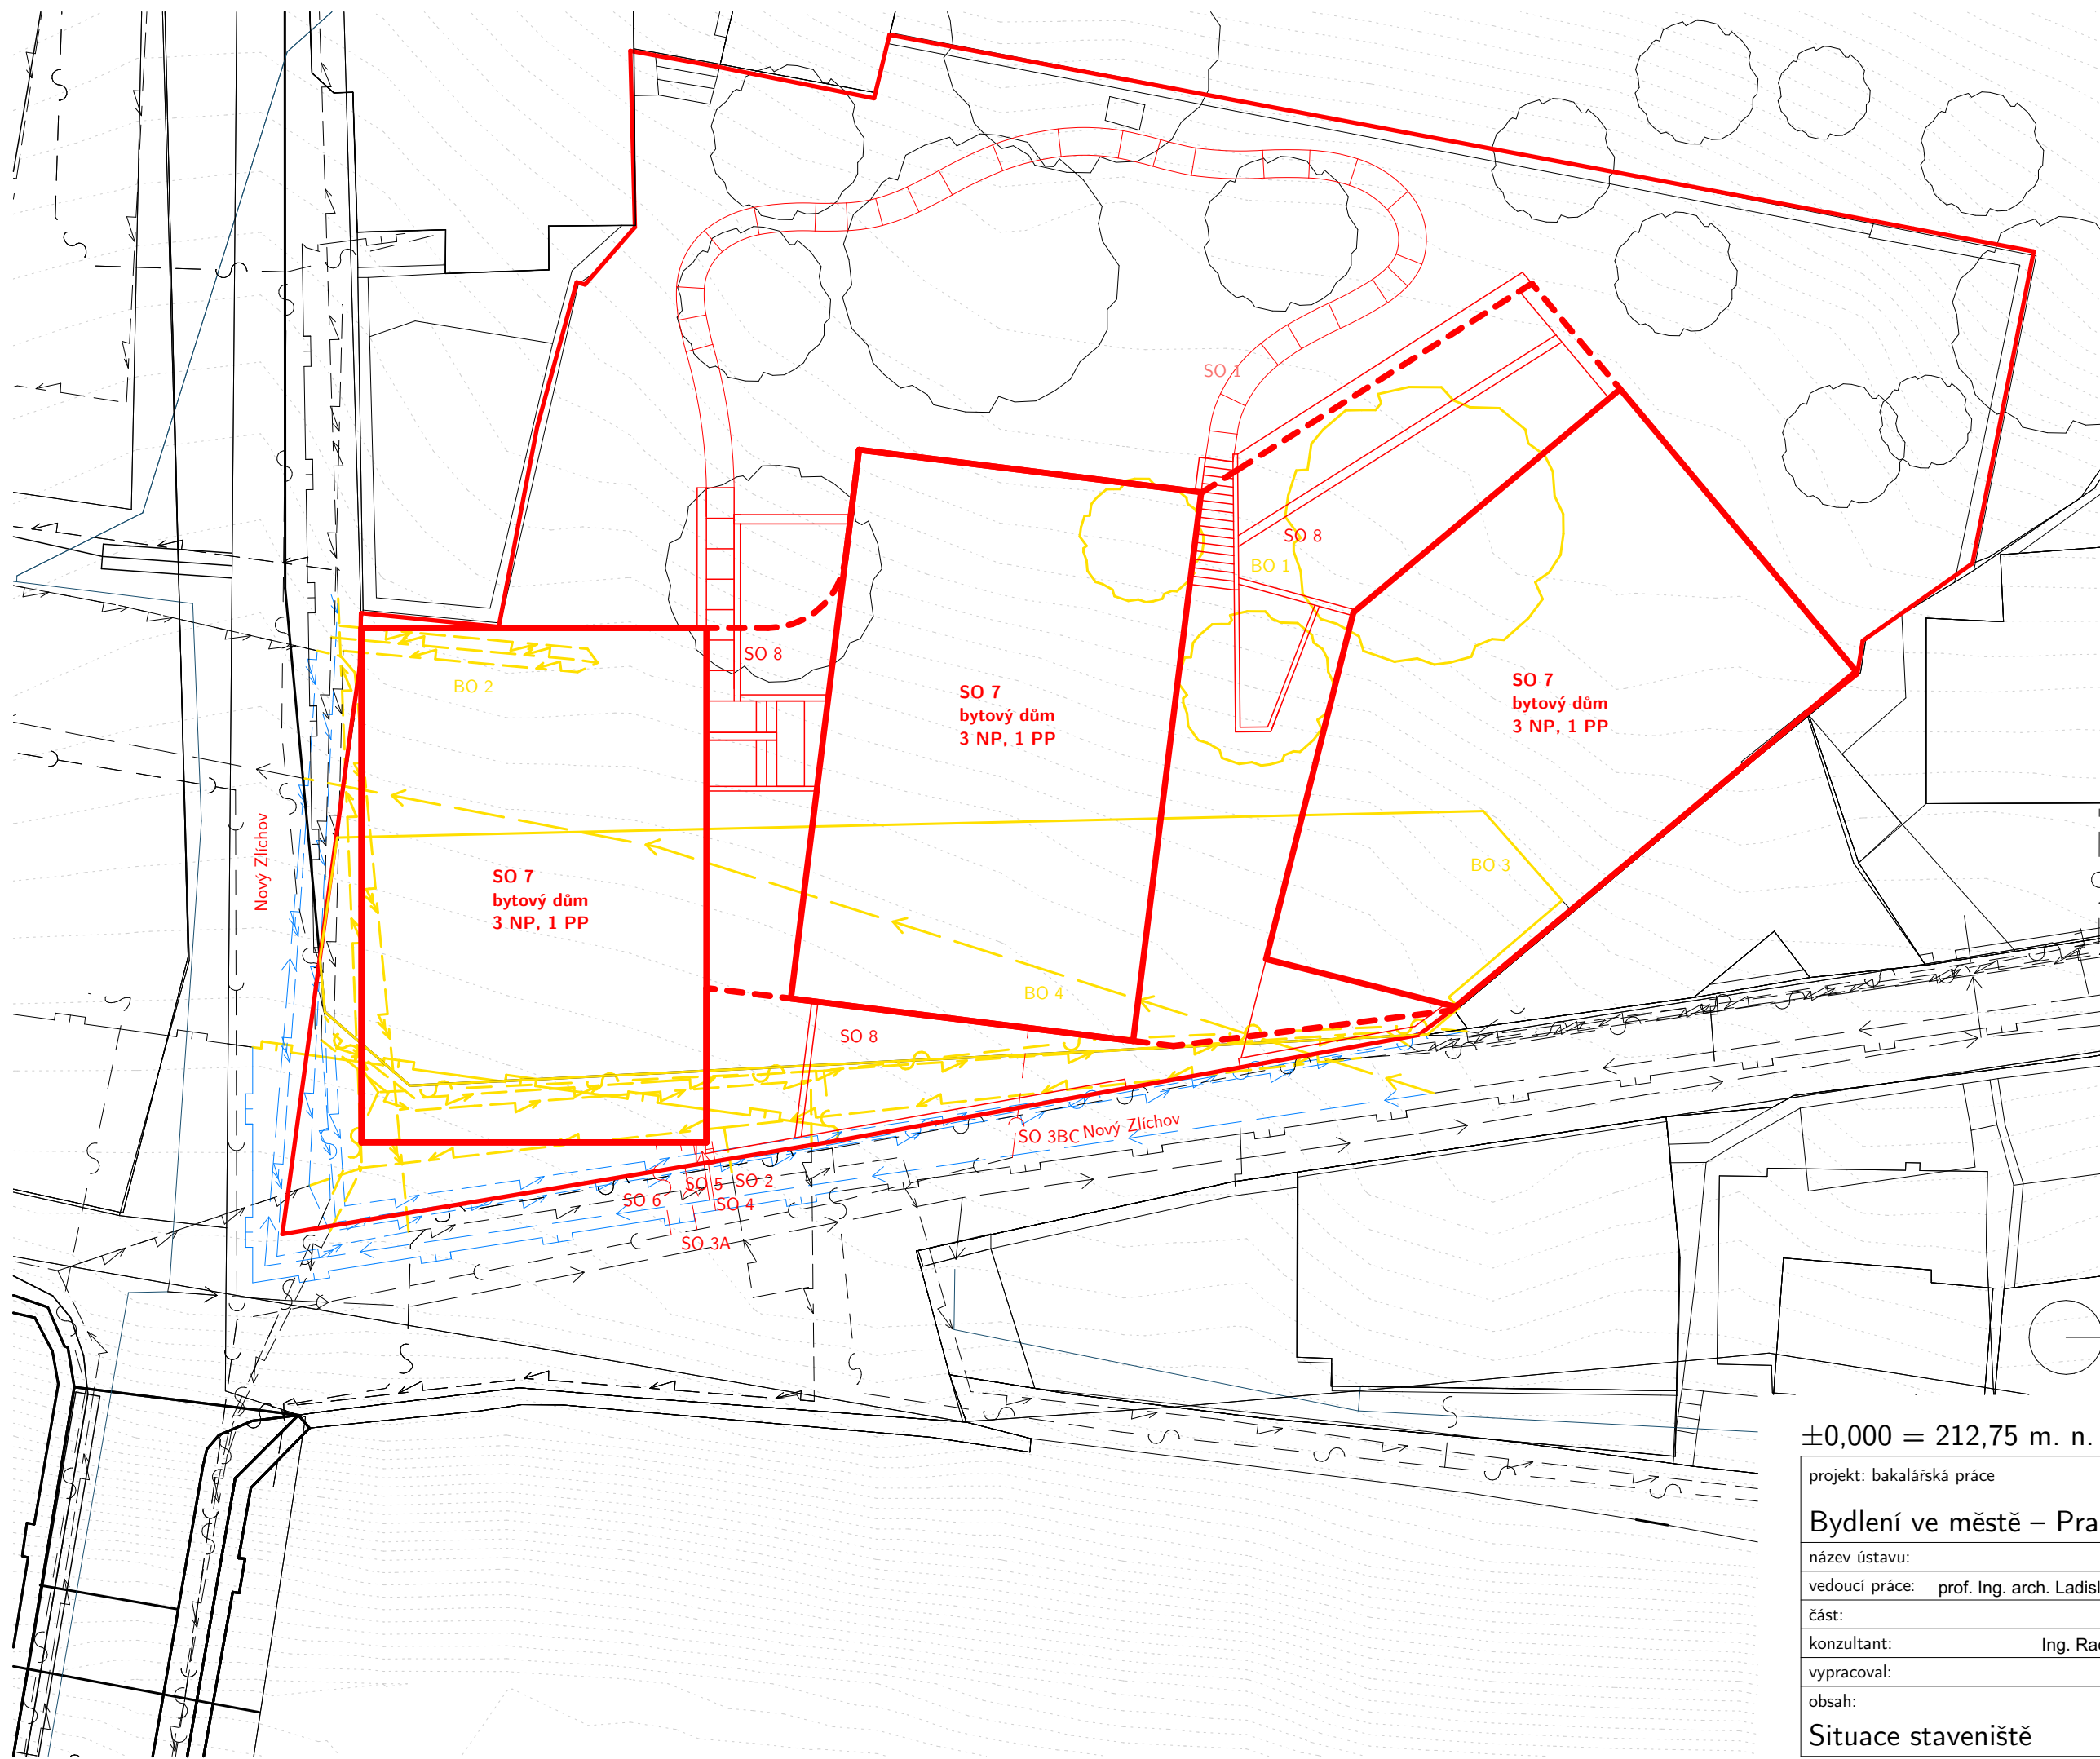 SO 1
SO 8
BO 1
SO 8
BO 2
SO 7
bytový dům
3 NP, 1 PP
SO 7
bytový dům
3 NP, 1 PP
Nový Zlíchov
SO 7
bytový dům
3 NP, 1 PP
BO 3
BO 4
SO 8
SO 3BC
Nový Zlíchov
SO 5
SO 2
SO 6
SO 4
SO 3A
±0,000 = 212,75 m. n.
projekt: bakalářská práce
Bydlení ve městě – Pra
název ústavu:
vedoucí práce: prof. Ing. arch. Ladisl
část:
konzultant: Ing. Rad
vypracoval:
obsah:
Situace staveniště